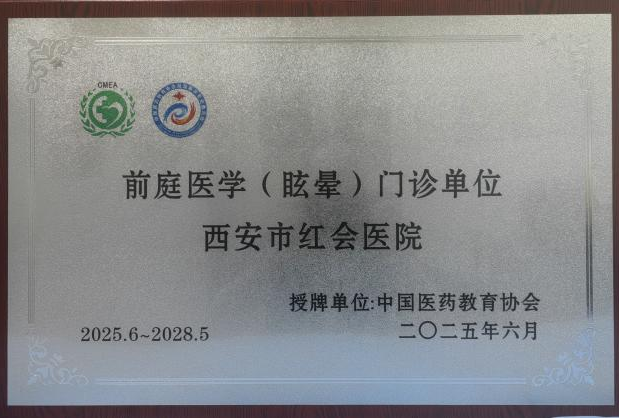 CMEA
前庭医学（眩晕）门诊单位
西安市红会医院
授牌单位:中国医药教育协会
2025.6~2028.5
二〇二五年六月